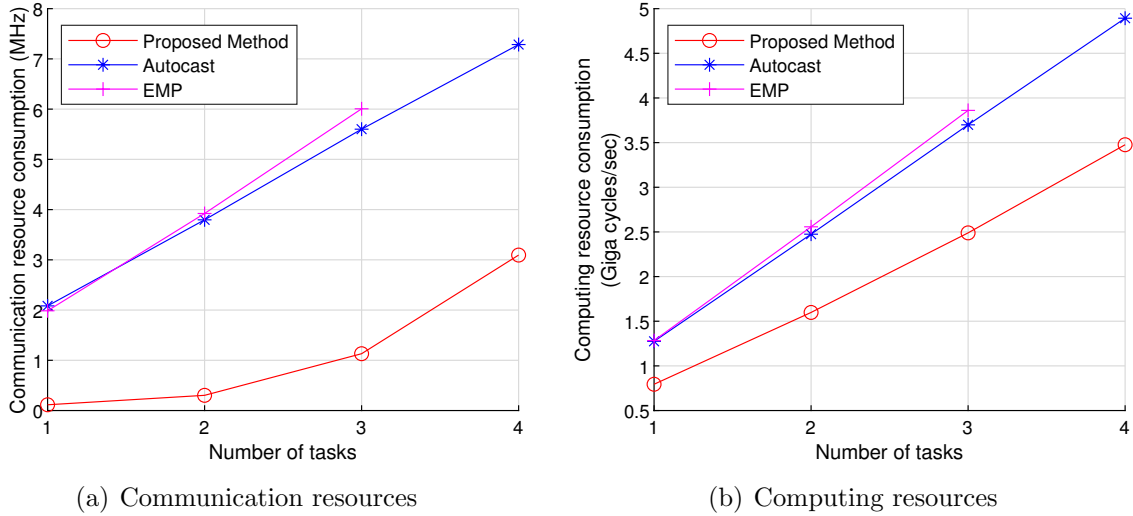 8
7
6
5
4
3
2
1
0
Communication resource consumption (MHz)
Proposed Method
Autocast
EMP
1 2 3 4
Number of tasks
(a) Communication resources
5
4.5
4
3.5
3
2.5
2
1.5
1
0.5
Computing resource consumption
(Giga cycles/sec)
Proposed Method
Autocast
EMP
1 2 3 4
Number of tasks
(b) Computing resources